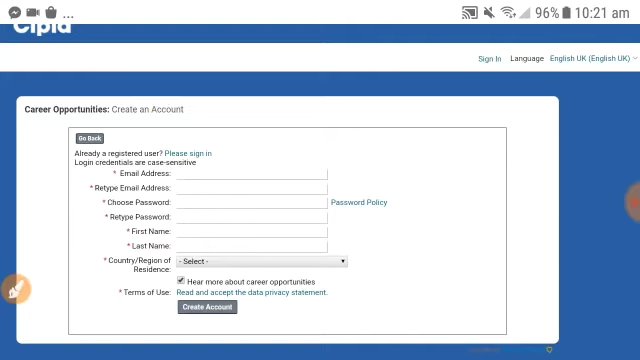 ... 96% 10:21 am
Cipla
Sign In Language English UK (English UK)
Career Opportunities: Create an Account
Go Back
Already a registered user? Please sign in
Login credentials are case-sensitive
* Email Address:
* Retype Email Address:
* Choose Password: Password Policy
* Retype Password:
* First Name:
* Last Name:
* Country/Region of Residence: - Select -
Hear more about career opportunities
* Terms of Use: Read and accept the data privacy statement.
Create Account